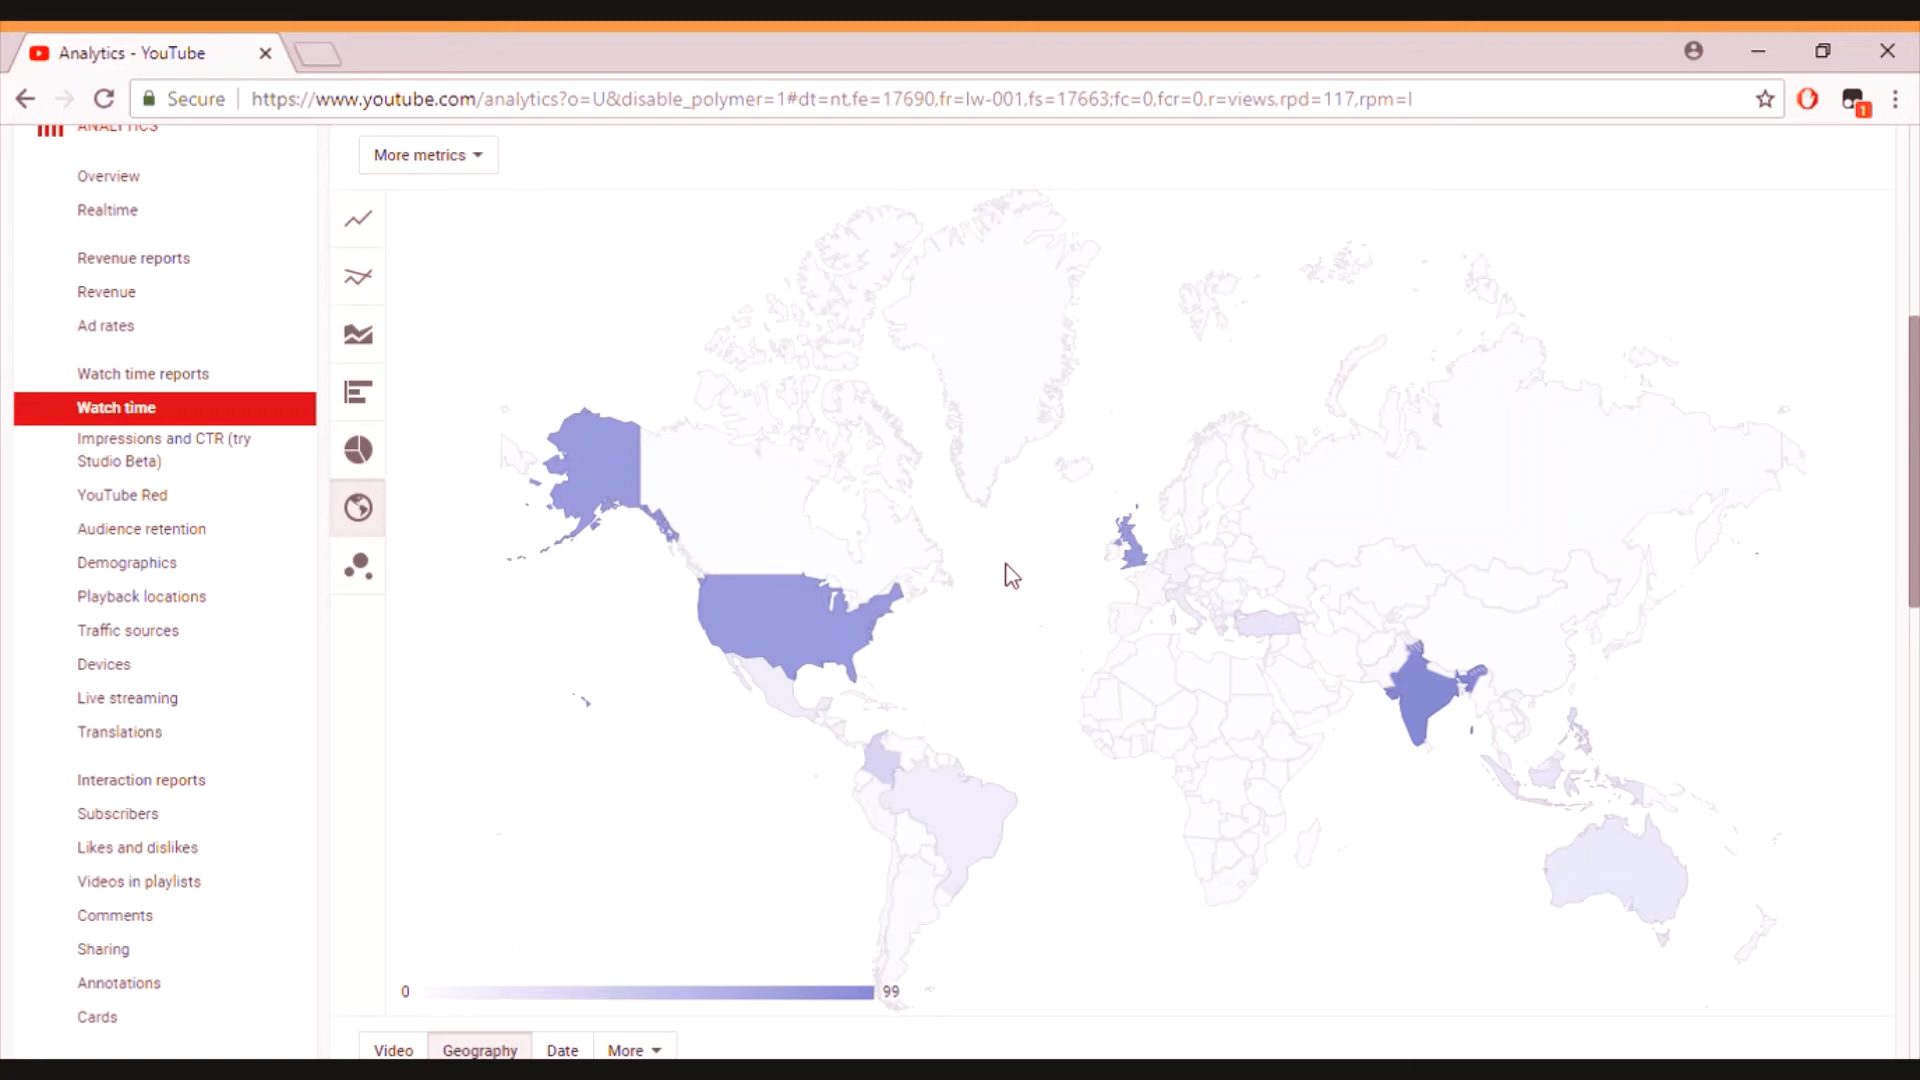 Analytics - YouTube
Secure
https://www.youtube.com/analytics?o=U&disable_polymer=1#dt=nt,fe=17690,fr=lw-001,fs=17663;fc=0,fcr=0,r=views,rpd=117,rpm=l
1
ANALYTICS
Overview
Realtime
Revenue reports
Revenue
Ad rates
Watch time reports
Watch time
Impressions and CTR (try
Studio Beta)
YouTube Red
Audience retention
Demographics
Playback locations
Traffic sources
Devices
Live streaming
Translations
Interaction reports
Subscribers
Likes and dislikes
Videos in playlists
Comments
Sharing
Annotations
Cards
More metrics
0
99
Video
Geography
Date
More